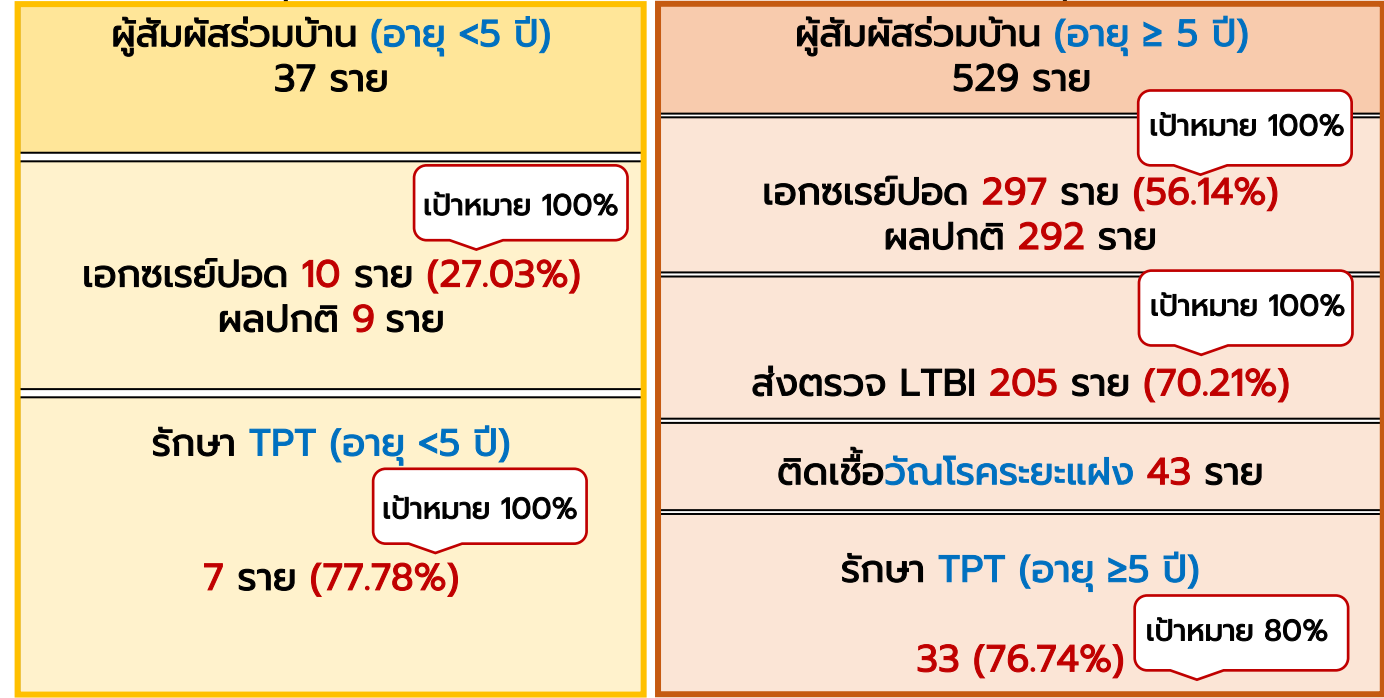 ผู้สัมผัสร่วมบ้าน (อายุ <5 ปี)
37 ราย
เป้าหมาย 100%
เอกซเรย์ปอด 10 ราย (27.03%)
ผลปกติ 9 ราย
รักษา TPT (อายุ <5 ปี)
เป้าหมาย 100%
7 ราย (77.78%)
ผู้สัมผัสร่วมบ้าน (อายุ ≥ 5 ปี)
529 ราย
เป้าหมาย 100%
เอกซเรย์ปอด 297 ราย (56.14%)
ผลปกติ 292 ราย
เป้าหมาย 100%
ส่งตรวจ LTBI 205 ราย (70.21%)
ติดเชื้อวัณโรคระยะแฝง 43 ราย
รักษา TPT (อายุ ≥5 ปี)
เป้าหมาย 80%
33 (76.74%)